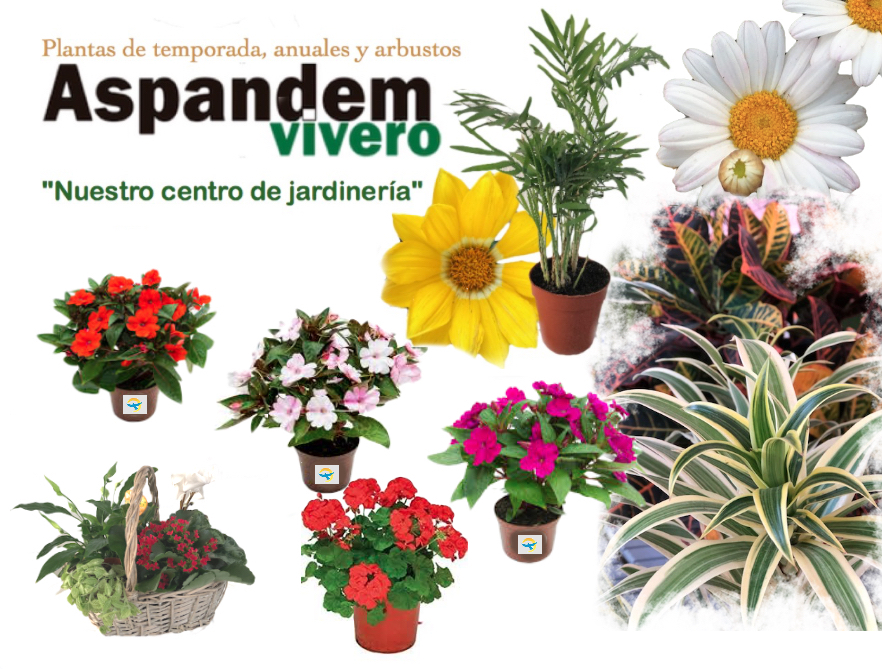 Plantas de temporada, anuales y arbustos
Aspandem
vivero
"Nuestro centro de jardinería"